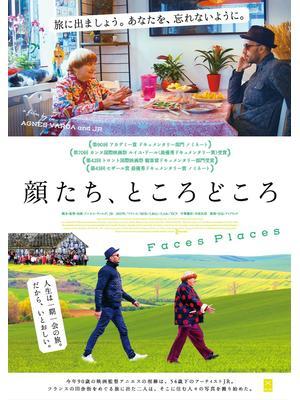 旅に出ましょう。あなたを、忘れないように。
a film by
AGNES VARDA and JR
第90回 アカデミー賞 ドキュメンタリー部門 ノミネート
第70回 カンヌ国際映画祭 ルイユ・ドール(最優秀ドキュメンタリー賞)受賞
第42回 トロント国際映画祭 観客賞 ドキュメンタリー部門受賞
第43回 セザール賞 最優秀ドキュメンタリー賞 ノミネート
顔たち、ところどころ
Faces Places
人生は一期一会の旅。
だから、いとおしい。
今年90歳の映画監督アニエスの相棒は、54歳下のアーティストJR。
フランスの田舎街をめぐる旅に出た二人は、そこに住む人々の写真を撮り始めた。